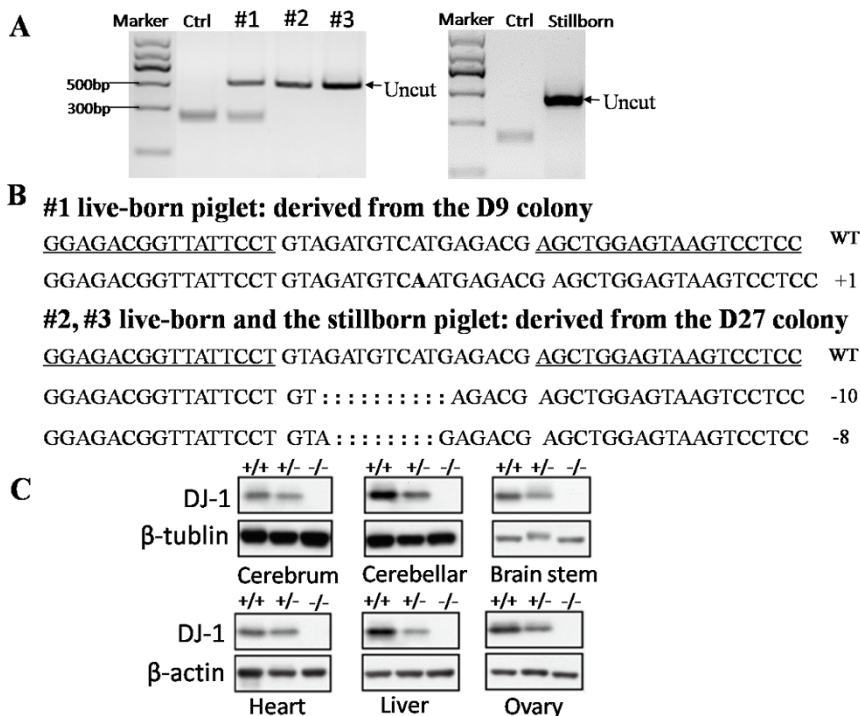 A
Marker Ctrl #1 #2 #3
500bp
300bp
Uncut
Marker Ctrl Stillborn
Uncut
B
#1 live-born piglet: derived from the D9 colony
GGAGACGGTTATTCCT GTAGATGTCATGAGACG AGCTGGAGTAAGTCCTCC WT
GGAGACGGTTATTCCT GTAGATGTCAATGAGACG AGCTGGAGTAAGTCCTCC +1
#2, #3 live-born and the stillborn piglet: derived from the D27 colony
GGAGACGGTTATTCCT GTAGATGTCATGAGACG AGCTGGAGTAAGTCCTCC WT
GGAGACGGTTATTCCT GT::::::::::AGACG AGCTGGAGTAAGTCCTCC -10
GGAGACGGTTATTCCT GTA::::::::GAGACG AGCTGGAGTAAGTCCTCC -8
C
+/+ +/- -/- +/+ +/- -/- +/+ +/- -/-
DJ-1
β-tublin
Cerebrum Cerebellar Brain stem
+/+ +/- -/- +/+ +/- -/- +/+ +/- -/-
DJ-1
β-actin
Heart Liver Ovary